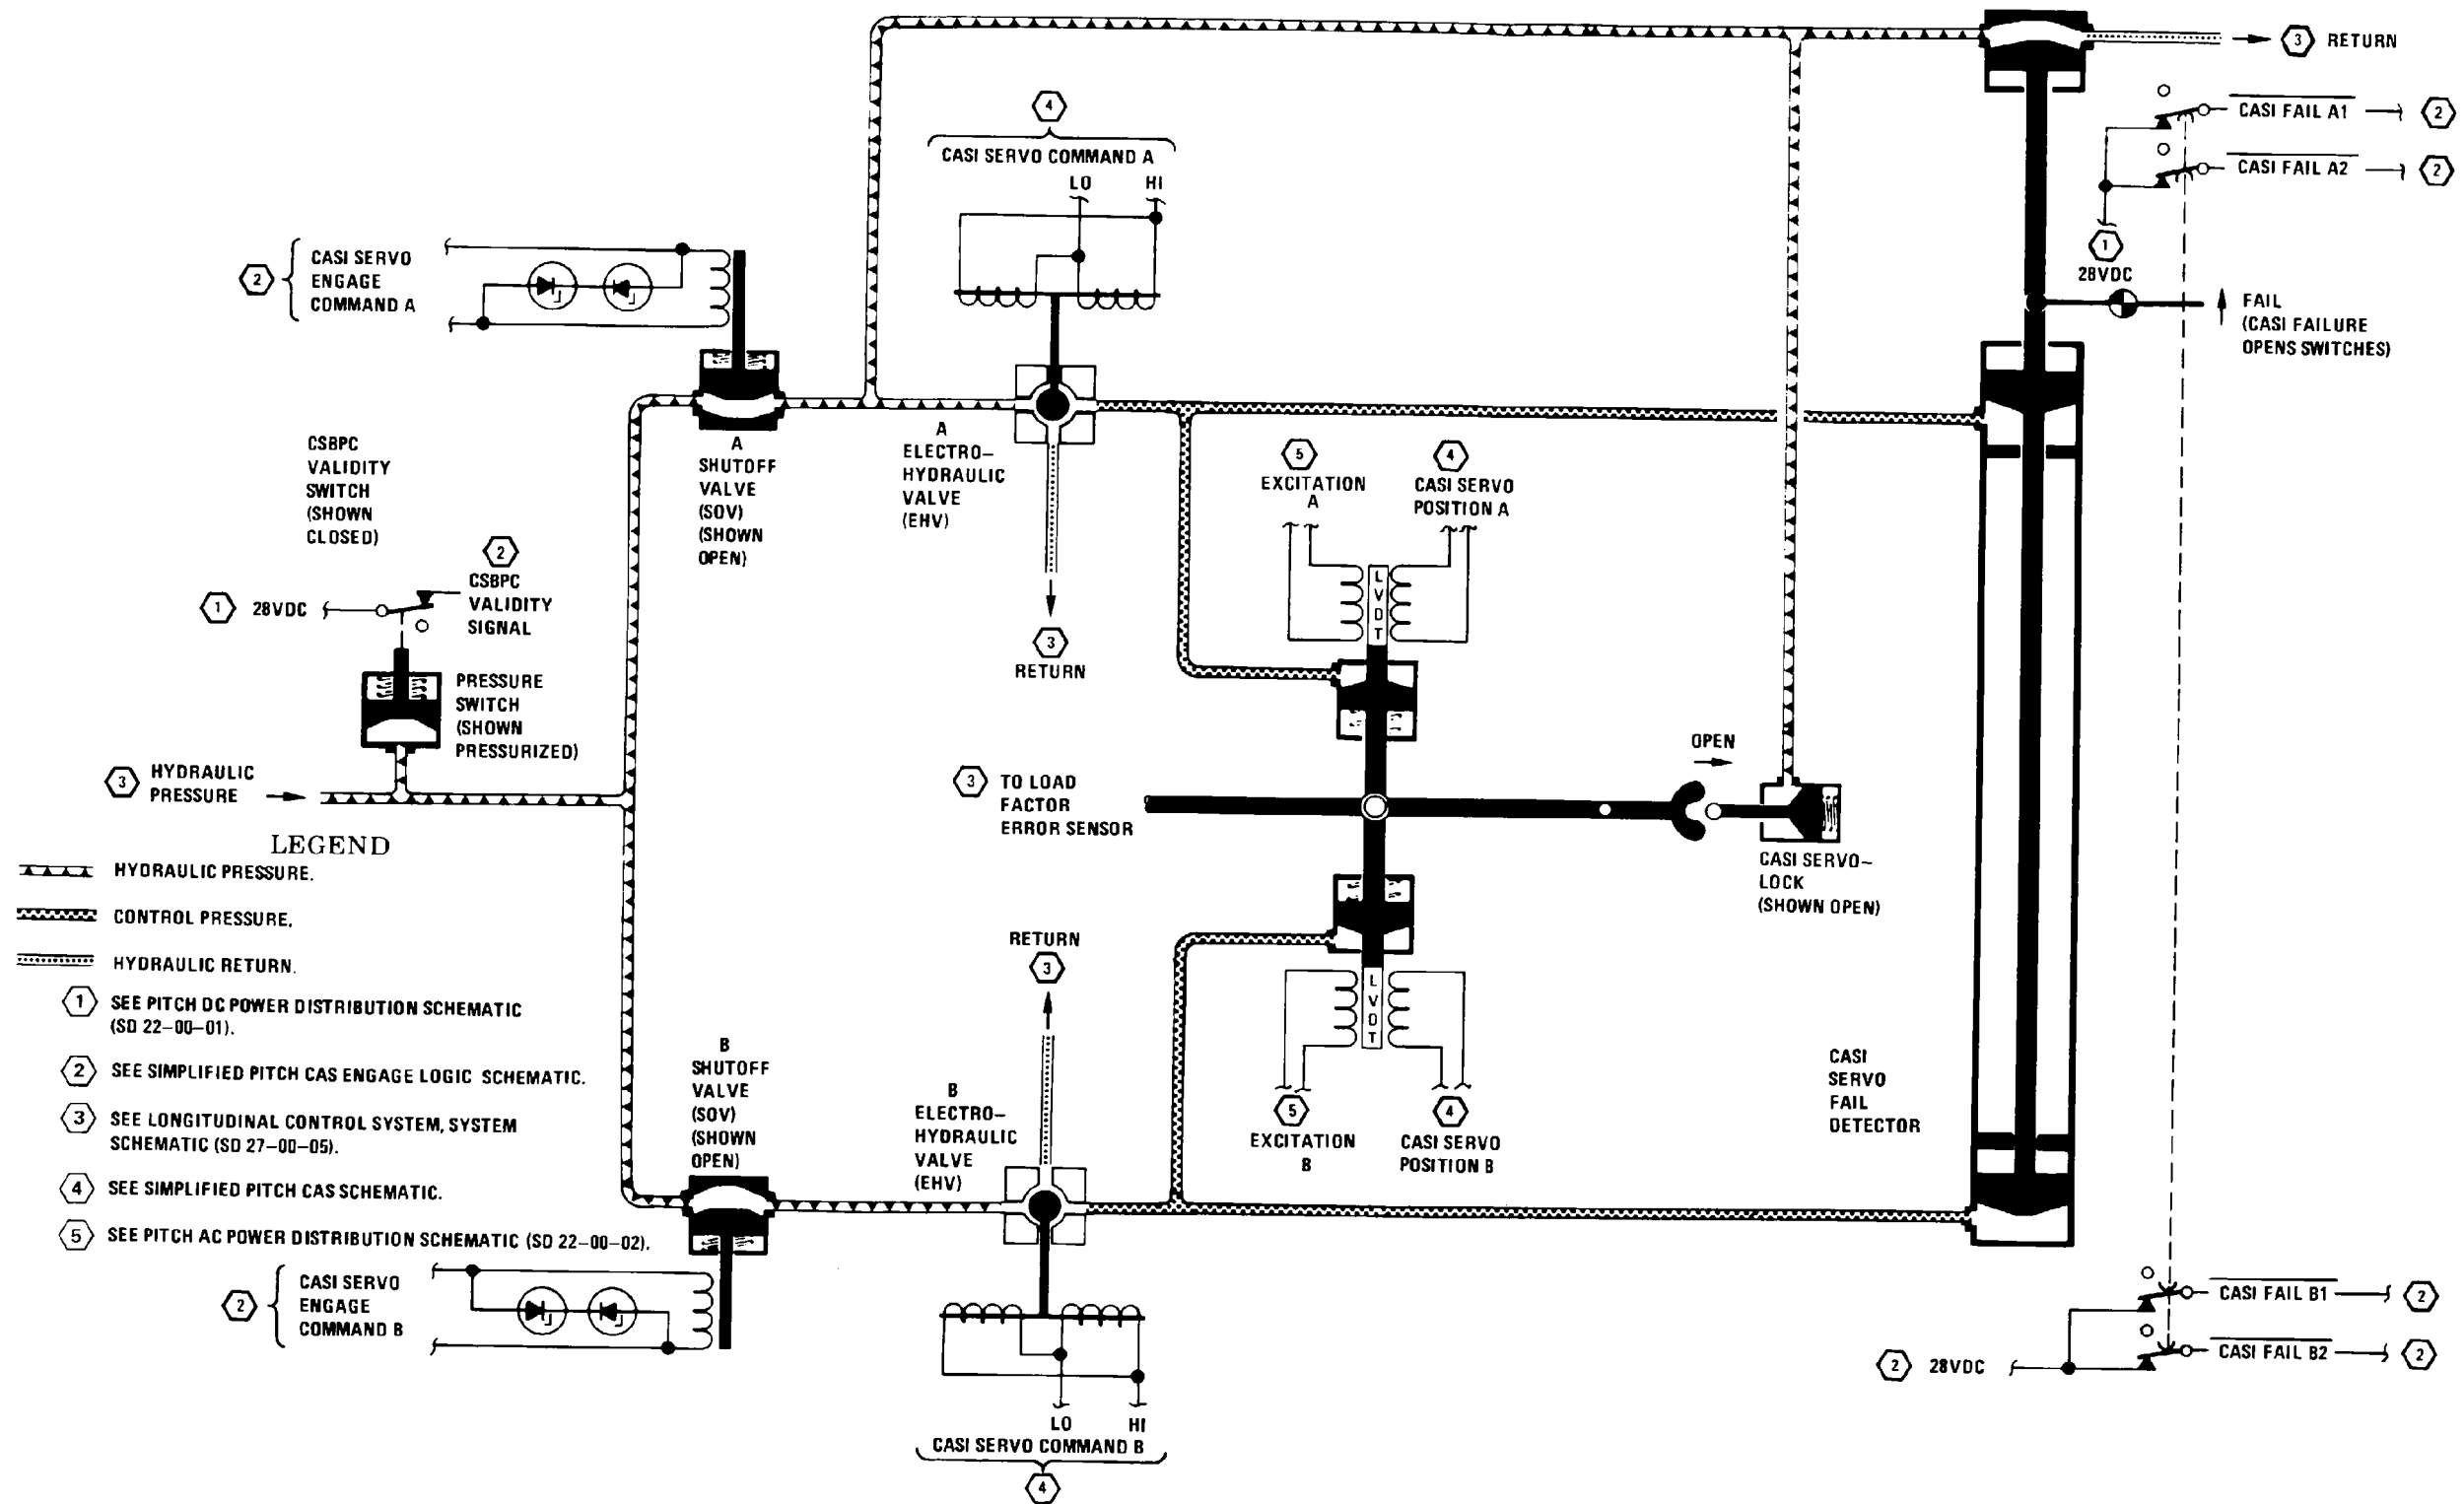 3 RETURN
CASI FAIL A1
2
CASI FAIL A2
2
1
28VDC
FAIL
(CASI FAILURE
OPENS SWITCHES)
4
CASI SERVO COMMAND A
LO HI
2
CASI SERVO
ENGAGE
COMMAND A
A
SHUTOFF
VALVE
(SOV)
(SHOWN
OPEN)
A
ELECTRO-
HYDRAULIC
VALVE
(EHV)
3
RETURN
CSBPC
VALIDITY
SWITCH
(SHOWN
CLOSED)
1 28VDC
2
CSBPC
VALIDITY
SIGNAL
PRESSURE
SWITCH
(SHOWN
PRESSURIZED)
3 HYDRAULIC
PRESSURE
5
EXCITATION
A
4
CASI SERVO
POSITION A
LVDT
3 TO LOAD
FACTOR
ERROR SENSOR
OPEN
CASI SERVO-
LOCK
(SHOWN OPEN)
LVDT
5
EXCITATION
B
4
CASI SERVO
POSITION B
CASI
SERVO
FAIL
DETECTOR
LEGEND
HYDRAULIC PRESSURE.
CONTROL PRESSURE.
HYDRAULIC RETURN.
1 SEE PITCH DC POWER DISTRIBUTION SCHEMATIC
(SD 22-00-01).
2 SEE SIMPLIFIED PITCH CAS ENGAGE LOGIC SCHEMATIC.
3 SEE LONGITUDINAL CONTROL SYSTEM, SYSTEM
SCHEMATIC (SD 27-00-05).
4 SEE SIMPLIFIED PITCH CAS SCHEMATIC.
5 SEE PITCH AC POWER DISTRIBUTION SCHEMATIC (SD 22-00-02).
B
SHUTOFF
VALVE
(SOV)
(SHOWN
OPEN)
RETURN
3
B
ELECTRO-
HYDRAULIC
VALVE
(EHV)
2
CASI SERVO
ENGAGE
COMMAND B
LO HI
CASI SERVO COMMAND B
4
CASI FAIL B1
2
CASI FAIL B2
2
2 28VDC